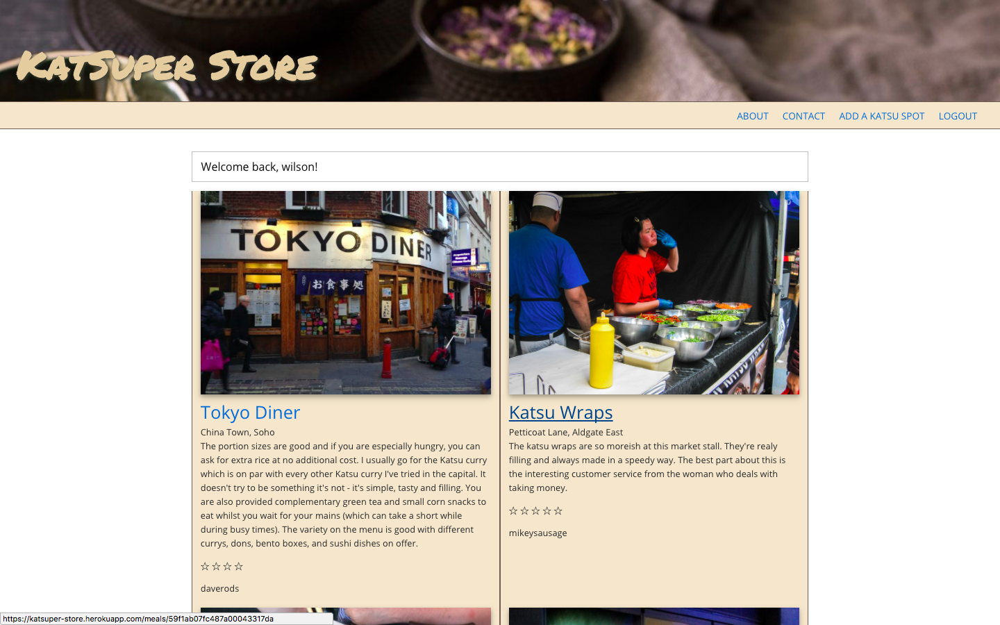 KatSuper Store
ABOUT CONTACT ADD A KATSU SPOT LOGOUT
Welcome back, wilson!
TOKYO DINER
お食事処
Tokyo Diner
China Town, Soho
The portion sizes are good and if you are especially hungry, you can
ask for extra rice at no additional cost. I usually go for the Katsu curry
which is on par with every other Katsu curry I've tried in the capital. It
doesn't try to be something it's not - it's simple, tasty and filling. You
are also provided complementary green tea and small corn snacks to
eat whilst you wait for your mains (which can take a short while
during busy times). The variety on the menu is good with different
currys, dons, bento boxes, and sushi dishes on offer.
☆ ☆ ☆ ☆
daverods
KATSU WRAP
Katsu Wraps
Petticoat Lane, Aldgate East
The katsu wraps are so moreish at this market stall. They're realy
filling and always made in a speedy way. The best part about this is
the interesting customer service from the woman who deals with
taking money.
☆ ☆ ☆ ☆ ☆
mikeysausage
https://katsuper-store.herokuapp.com/meals/59f1ab07fc487a00043317da